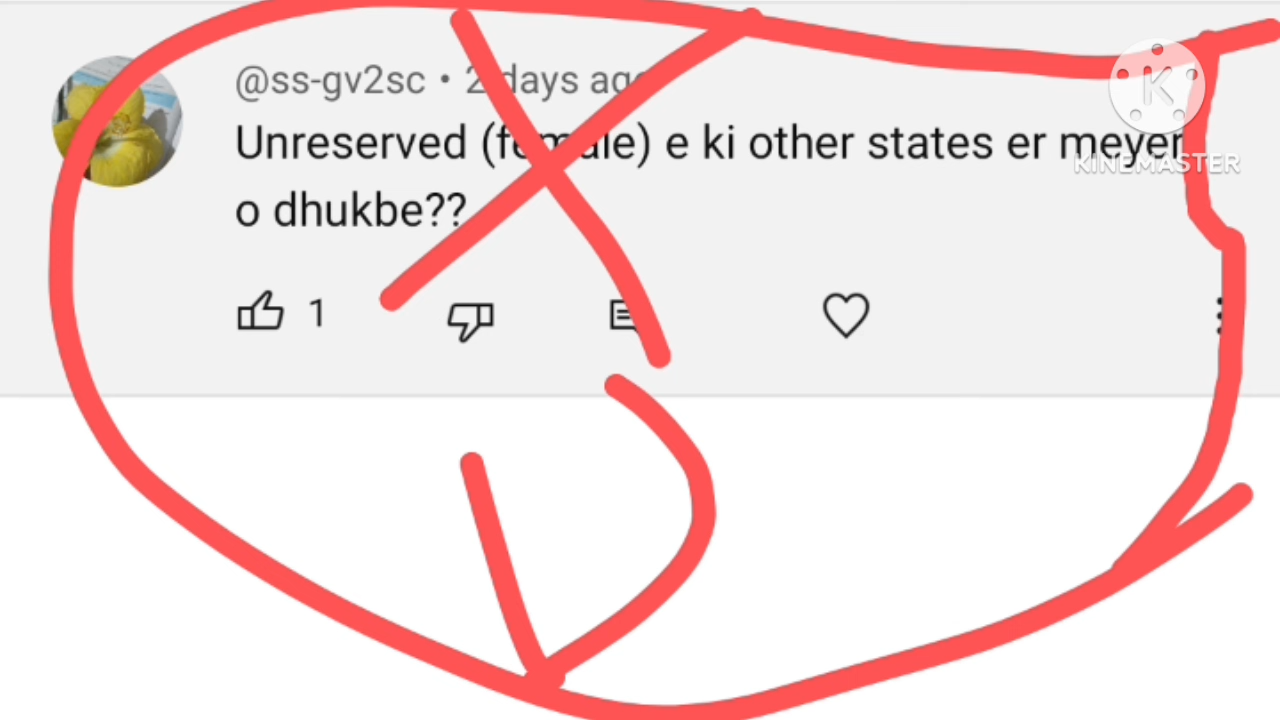 @ss-gv2sc • 2 days ago
Unreserved (female) e ki other states er meyer
o dhukbe??
1
K
KINEMASTER